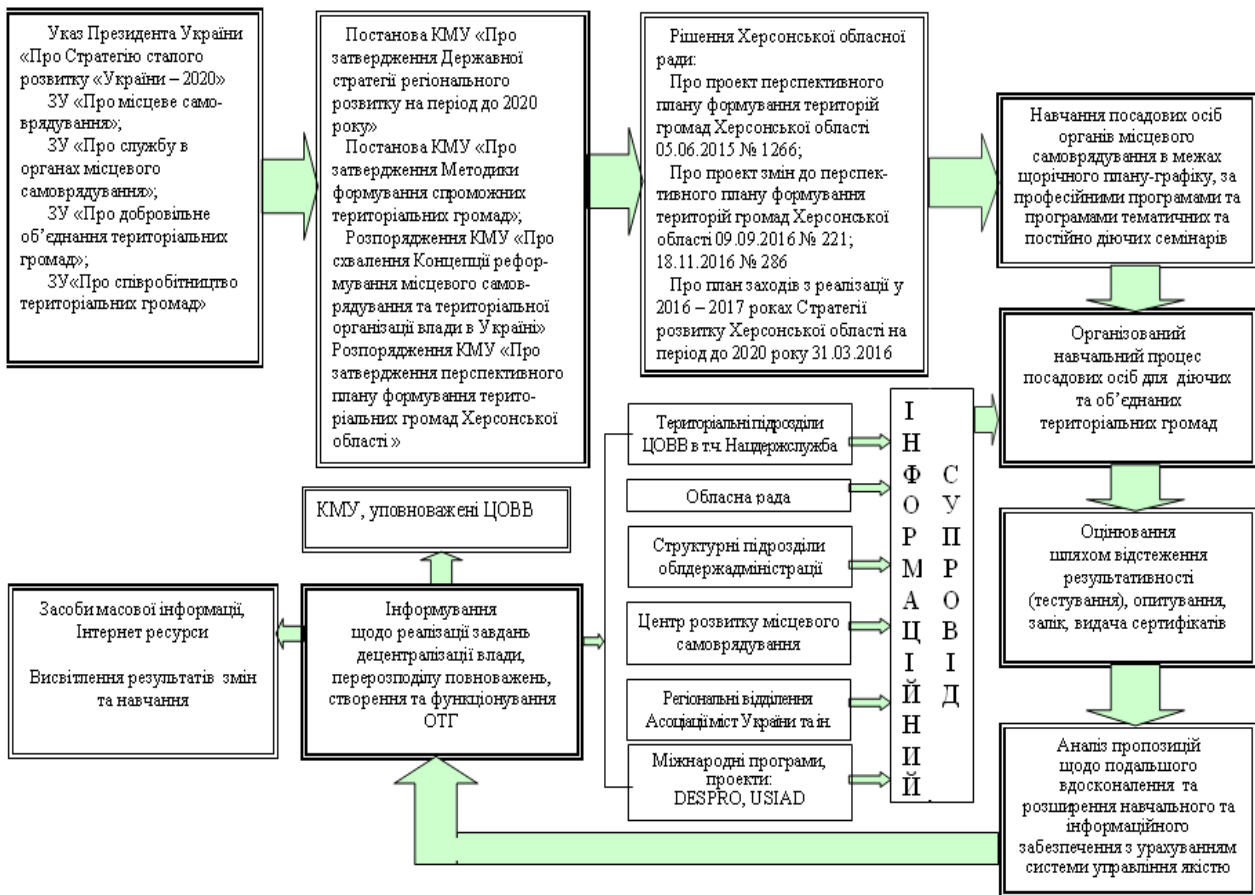 Указ Президента України
«Про Стратегію сталого
розвитку «України – 2020»
ЗУ «Про місцеве само-
врядування»;
ЗУ «Про службу в
органах місцевого
самоврядування»;
ЗУ «Про добровільне
об’єднання територіальних
громад»;
ЗУ«Про співробітництво
територіальних громад»
Постанова КМУ «Про
затвердження Державної
стратегії регіонального
розвитку на період до 2020
року»
Постанова КМУ «Про
затвердження Методики
формування спроможних
територіальних громад»;
Розпорядження КМУ «Про
схвалення Концепції рефор-
мування місцевого самов-
рядування та територіальної
організації влади в Україні»
Розпорядження КМУ «Про
затвердження перспективного
плану формування терито-
ріальних громад Херсонської
області »
Рішення Херсонської обласної
ради:
Про проект перспективного
плану формування територій
громад Херсонської області
05.06.2015 № 1266;
Про проект змін до перспек-
тивного плану формування
територій громад Херсонської
області 09.09.2016 № 221;
18.11.2016 № 286
Про план заходів з реалізації у
2016 – 2017 роках Стратегії
розвитку Херсонської області на
період до 2020 року 31.03.2016
Навчання посадових осіб
органів місцевого
самоврядування в межах
щорічного плану-графіку, за
професійними програмами та
програмами тематичних та
постійно діючих семінарів
Організований
навчальний процес
посадових осіб для діючих
та об’єднаних
територіальних громад
Оцінювання
шляхом відстеження
результативності
(тестування), опитування,
залік, видача сертифікатів
Аналіз пропозицій
щодо подальшого
вдосконалення та
розширення навчального та
інформаційного
забезпечення з урахуванням
системи управління якістю
Територіальні підрозділи
ЦОВВ в т.ч. Нацдержслужба
Обласна рада
Структурні підрозділи
облдержадміністрації
Центр розвитку місцевого
самоврядування
Регіональні відділення
Асоціації міст України та ін.
Міжнародні програми,
проекти:
DESPRO, USIAD
ІНФОРМАЦІЙНИЙ
СУПРОВІД
КМУ, уповноважені ЦОВВ
Інформування
щодо реалізації завдань
децентралізації влади,
перерозподілу повноважень,
створення та функціонування
ОТГ
Засоби масової інформації,
Інтернет ресурси
Висвітлення результатів змін
та навчання